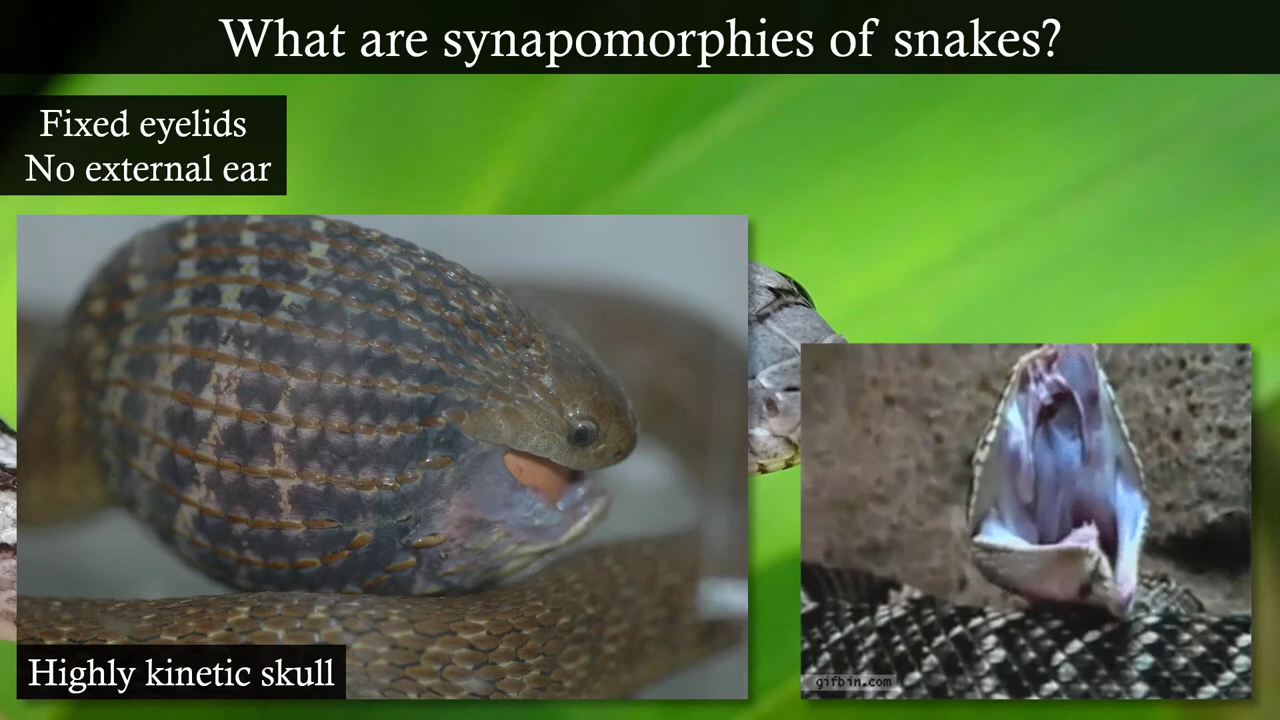 What are synapomorphies of snakes?
Fixed eyelids
No external ear
Highly kinetic skull
gifbin.com